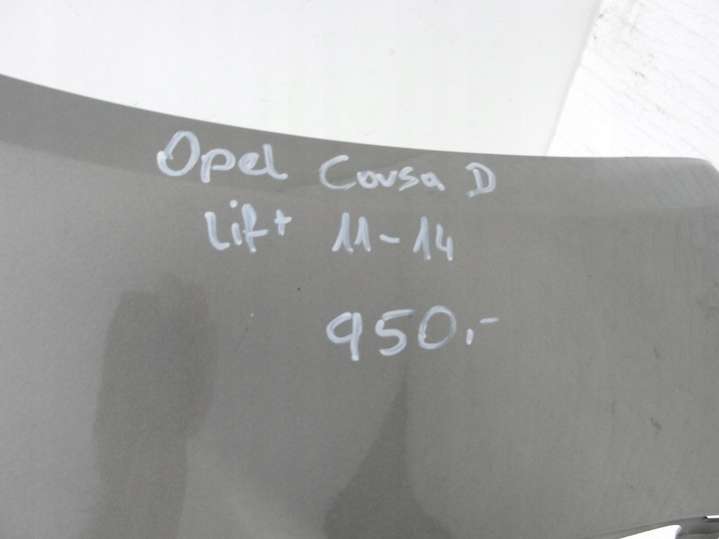 Opel Corsa D
Lift 11-14
950.-